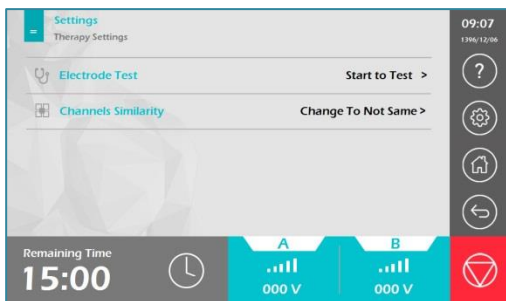 Settings
Therapy Settings
09:07
1396/12/06
Electrode Test
Start to Test >
Channels Similarity
Change To Not Same >
?
Remaining Time
15:00
A
B
000 V
000 V